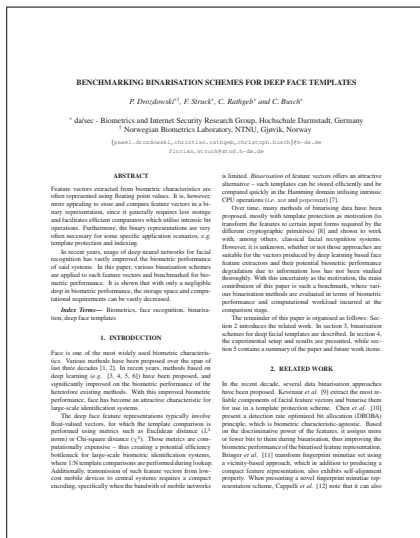 BENCHMARKING BINARISATION SCHEMES FOR DEEP FACE TEMPLATES
P. Drozdowski*†, F. Struck*, C. Rathgeb* and C. Busch*
* da/sec - Biometrics and Internet Security Research Group, Hochschule Darmstadt, Germany
† Norwegian Biometrics Laboratory, NTNU, Gjøvik, Norway
{pawel.drozdowski,christian.rathgeb,christoph.busch}@h-da.de
florian.struck@stud.h-da.de
ABSTRACT
Feature vectors extracted from biometric characteristics are
often represented using floating point values. It is, however,
more appealing to store and compare feature vectors in a bi-
nary representation, since it generally requires less storage
and facilitates efficient comparators which utilise intrinsic bit
operations. Furthermore, the binary representations are very
often necessary for some specific application scenarios, e.g.
template protection and indexing.
In recent years, usage of deep neural networks for facial
recognition has vastly improved the biometric performance
of said systems. In this paper, various binarisation schemes
are applied to such feature vectors and benchmarked for bio-
metric performance. It is shown that with only a negligible
drop in biometric performance, the storage space and compu-
tational requirements can be vastly decreased.
Index Terms— Biometrics, face recognition, binarisa-
tion, deep face templates
1. INTRODUCTION
Face is one of the most widely used biometric characteris-
tics. Various methods have been proposed over the span of
last three decades [1, 2]. In recent years, methods based on
deep learning (e.g. [3, 4, 5, 6]) have been proposed, and
significantly improved on the biometric performance of the
heretofore existing methods. With this improved biometric
performance, face has become an attractive characteristic for
large-scale identification systems.
The deep face feature representations typically involve
float-valued vectors, for which the template comparison is
performed using metrics such as Euclidean distance (L2
norm) or Chi-square distance (χ2). Those metrics are com-
putationally expensive – thus creating a potential efficiency
bottleneck for large-scale biometric identification systems,
where 1:N template comparisons are performed during lookup.
Additionally, transmission of such feature vectors from low-
cost mobile devices to central systems requires a compact
encoding, specifically when the bandwidth of mobile networks
is limited. Binarisation of feature vectors offers an attractive
alternative – such templates can be stored efficiently and be
compared quickly in the Hamming domain utilising intrinsic
CPU operations (i.e. xor and popcount) [7].
Over time, many methods of binarising data have been
proposed, mostly with template protection as motivation (to
transform the features to certain input forms required by the
different cryptographic primitives) [8] and shown to work
with, among others, classical facial recognition systems.
However, it is unknown, whether or not those approaches are
suitable for the vectors produced by deep learning based face
feature extractors and their potential biometric performance
degradation due to information loss has not been studied
thoroughly. With this uncertainty as the motivation, the main
contribution of this paper is such a benchmark, where var-
ious binarisation methods are evaluated in terms of biometric
performance and computational workload incurred at the
comparison stage.
The remainder of this paper is organised as follows: Sec-
tion 2 introduces the related work. In section 3, binarisation
schemes for deep facial templates are described. In section 4,
the experimental setup and results are presented, while sec-
tion 5 contains a summary of the paper and future work items.
2. RELATED WORK
In the recent decade, several data binarisation approaches
have been proposed. Kevenaar et al. [9] extract the most re-
liable components of facial feature vectors and binarise them
for use in a template protection scheme. Chen et al. [10]
present a detection rate optimized bit allocation (DROBA)
principle, which is biometric characteristic-agnostic. Based
on the discriminative power of the features, it assigns more
or fewer bits to them during binarisation, thus improving the
biometric performance of the binarised feature representation.
Bringer et al. [11] transform fingerprint minutiae set using
a vicinity-based approach, which in addition to producing a
compact feature representation, also exhibits self-alignment
property. When presenting a novel fingerprint minutiae rep-
resentation scheme, Cappelli et al. [12] note that it can also